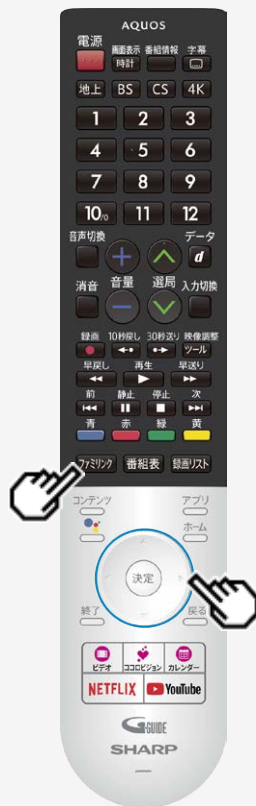 AQUOS
電源
画面表示 番組情報 字幕
時計
地上 BS CS 4K
1 2 3
4 5 6
7 8 9
10/0 11 12
音声切換 データ
d
消音 音量 選局 入力切換
録画 10秒戻し 30秒送り 映像調整
ツール
早戻し 再生 早送り
前 静止 停止 次
青 赤 緑 黄
ファミリンク 番組表 録画リスト
コンテンツ アプリ
ホーム
決定
終了 戻る
ビデオ ココロビジョン カレンダー
NETFLIX YouTube
G-GUIDE
SHARP